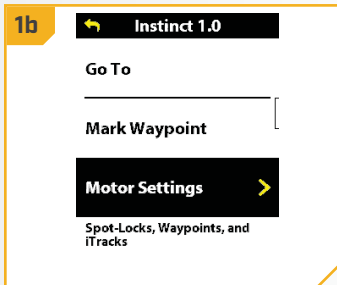 1b
Instinct 1.0
Go To
Mark Waypoint
Motor Settings
Spot-Locks, Waypoints, and
iTracks